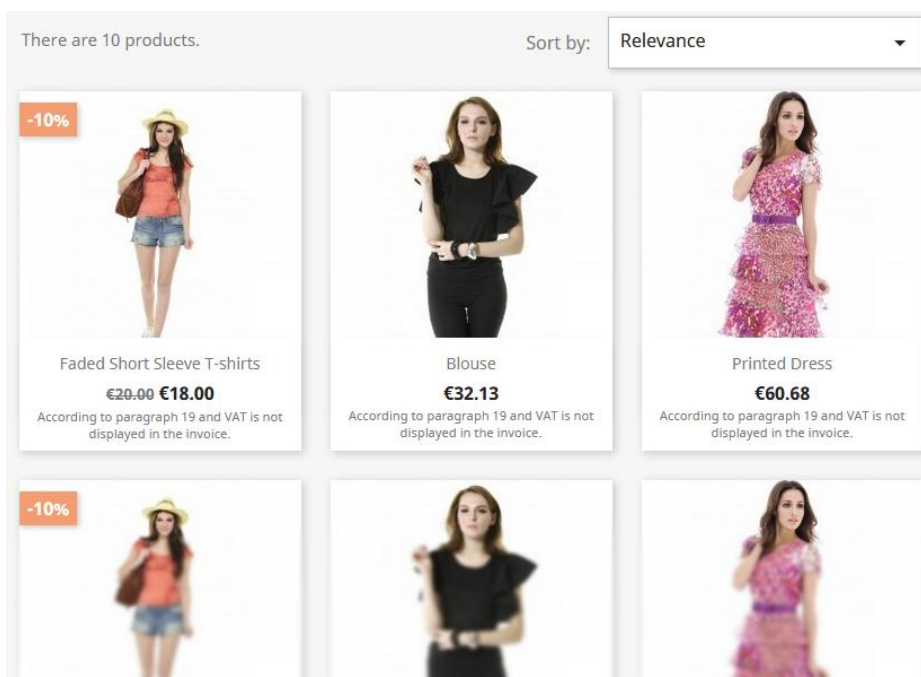 There are 10 products.
Sort by:
Relevance
-10%
Faded Short Sleeve T-shirts
€20.00 €18.00
According to paragraph 19 and VAT is not
displayed in the invoice.
Blouse
€32.13
According to paragraph 19 and VAT is not
displayed in the invoice.
Printed Dress
€60.68
According to paragraph 19 and VAT is not
displayed in the invoice.
-10%